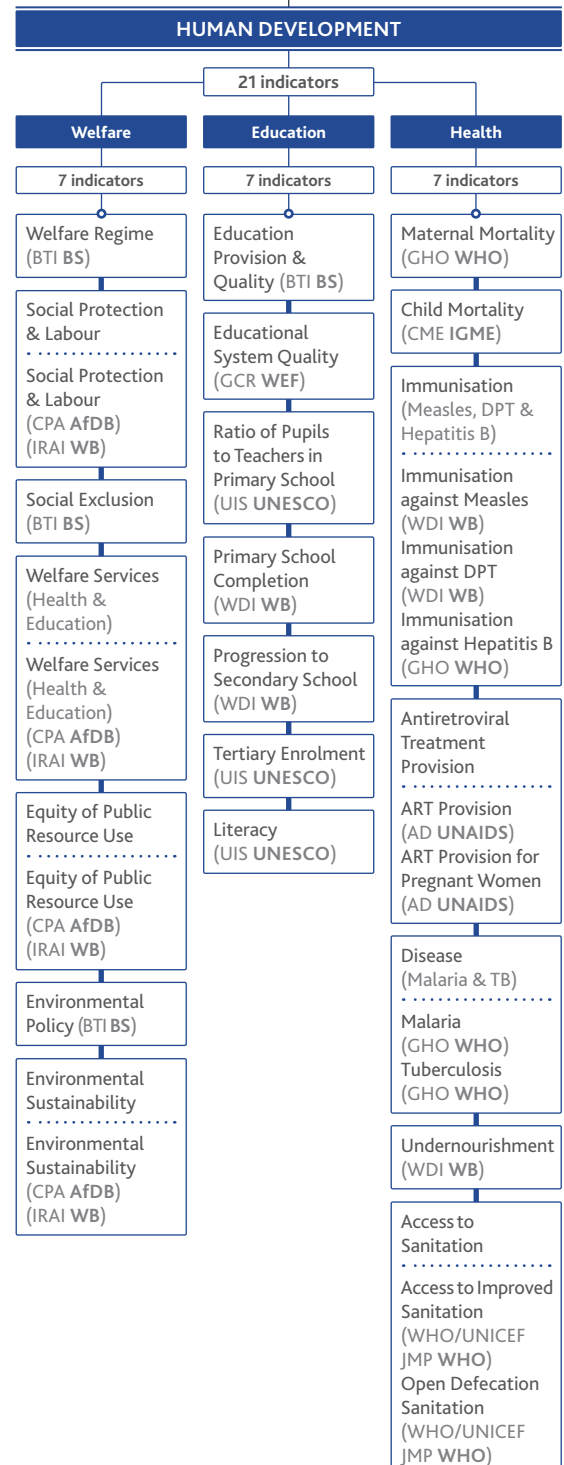 HUMAN DEVELOPMENT
21 indicators
Welfare
7 indicators
Welfare Regime
(BTI BS)
Social Protection
& Labour
Social Protection
& Labour
(CPA AfDB)
(IRAI WB)
Social Exclusion
(BTI BS)
Welfare Services
(Health &
Education)
Welfare Services
(Health &
Education)
(CPA AfDB)
(IRAI WB)
Equity of Public
Resource Use
Equity of Public
Resource Use
(CPA AfDB)
(IRAI WB)
Environmental
Policy (BTI BS)
Environmental
Sustainability
Environmental
Sustainability
(CPA AfDB)
(IRAI WB)
Education
7 indicators
Education
Provision &
Quality (BTI BS)
Educational
System Quality
(GCR WEF)
Ratio of Pupils
to Teachers in
Primary School
(UIS UNESCO)
Primary School
Completion
(WDI WB)
Progression to
Secondary School
(WDI WB)
Tertiary Enrolment
(UIS UNESCO)
Literacy
(UIS UNESCO)
Health
7 indicators
Maternal Mortality
(GHO WHO)
Child Mortality
(CME IGME)
Immunisation
(Measles, DPT &
Hepatitis B)
Immunisation
against Measles
(WDI WB)
Immunisation
against DPT
(WDI WB)
Immunisation
against Hepatitis B
(GHO WHO)
Antiretroviral
Treatment
Provision
ART Provision
(AD UNAIDS)
ART Provision for
Pregnant Women
(AD UNAIDS)
Disease
(Malaria & TB)
Malaria
(GHO WHO)
Tuberculosis
(GHO WHO)
Undernourishment
(WDI WB)
Access to
Sanitation
Access to Improved
Sanitation
(WHO/UNICEF
JMP WHO)
Open Defecation
Sanitation
(WHO/UNICEF
JMP WHO)